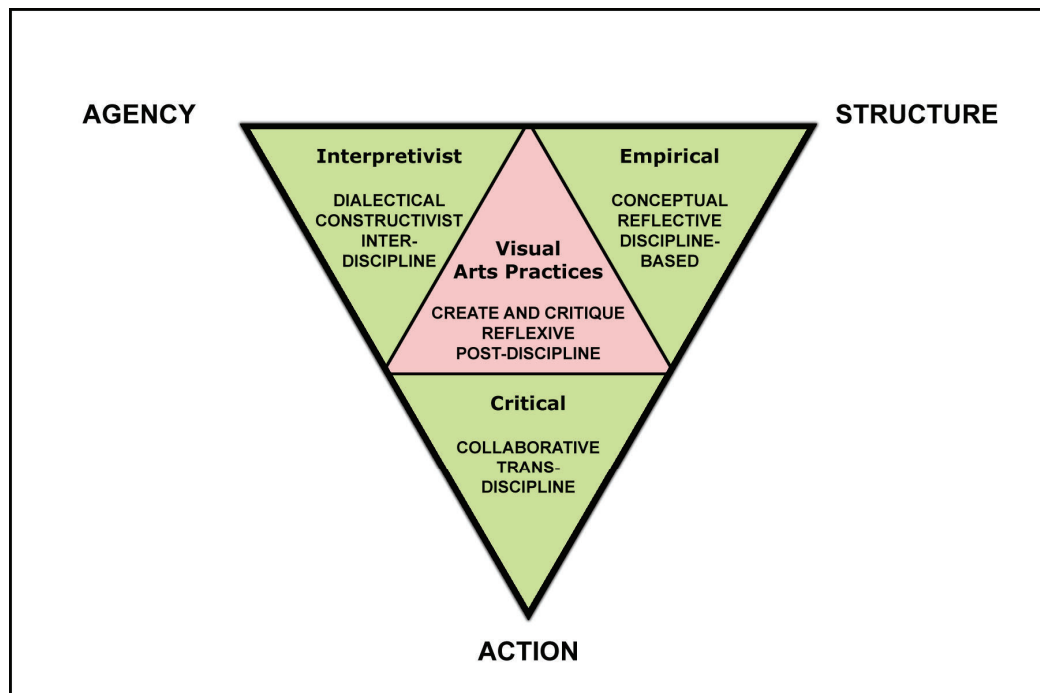 AGENCY
STRUCTURE
Interpretivist
DIALECTICAL
CONSTRUCTIVIST
INTER-
DISCIPLINE
Empirical
CONCEPTUAL
REFLECTIVE
DISCIPLINE-
BASED
Visual
Arts Practices
CREATE AND CRITIQUE
REFLEXIVE
POST-DISCIPLINE
Critical
COLLABORATIVE
TRANS-
DISCIPLINE
ACTION